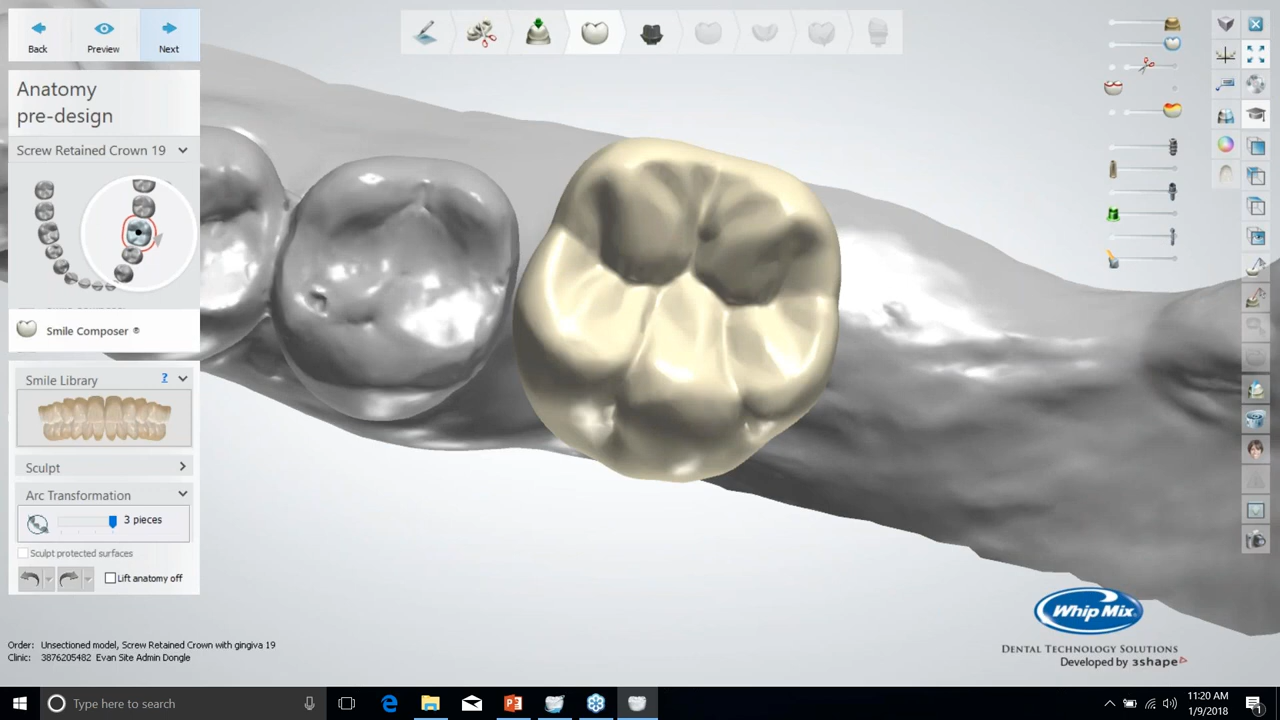 Back
Preview
Next
Anatomy
pre-design
Screw Retained Crown 19
Smile Composer ®
Smile Library
?
Sculpt
Arc Transformation
3 pieces
Sculpt protected surfaces
Lift anatomy off
Order: Unsectioned model, Screw Retained Crown with gingiva 19
Clinic: 3876205482 Evan Site Admin Dongle
Whip Mix
DENTAL TECHNOLOGY SOLUTIONS
Developed by 3shape
Type here to search
11:20 AM
1/9/2018
1